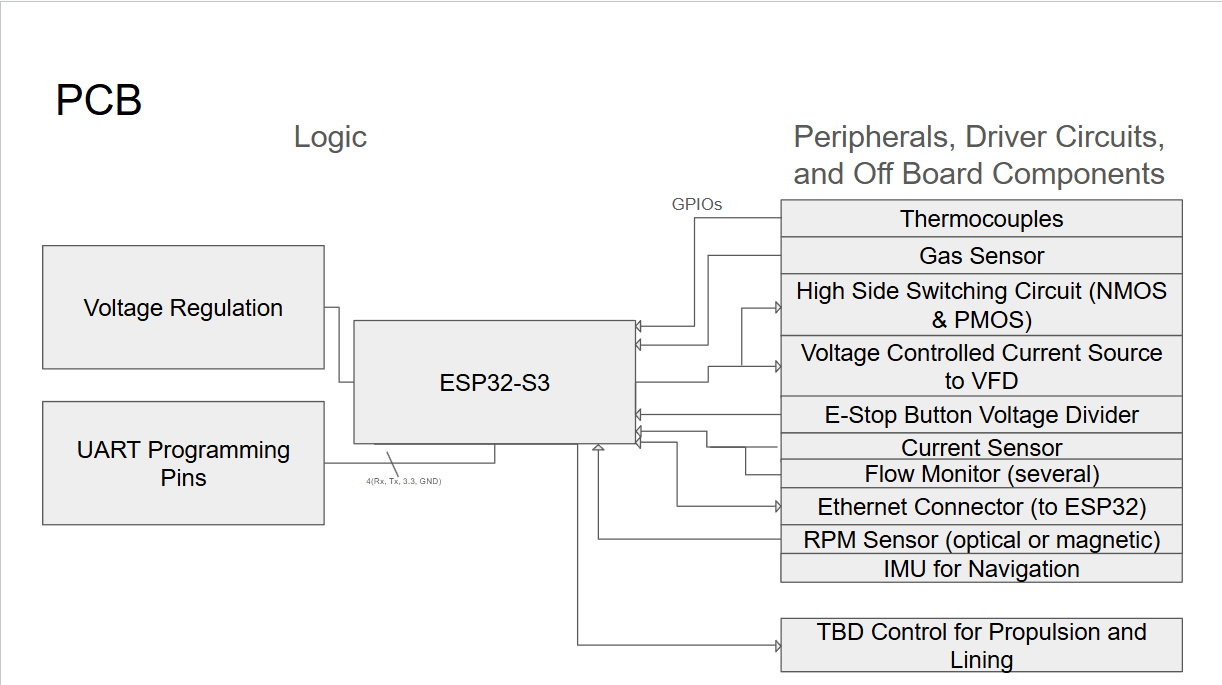 PCB
Logic
Peripherals, Driver Circuits,
and Off Board Components
GPIOs
Thermocouples
Gas Sensor
High Side Switching Circuit (NMOS
& PMOS)
Voltage Controlled Current Source
to VFD
E-Stop Button Voltage Divider
Current Sensor
Flow Monitor (several)
Ethernet Connector (to ESP32)
RPM Sensor (optical or magnetic)
IMU for Navigation
TBD Control for Propulsion and
Lining
Voltage Regulation
ESP32-S3
UART Programming
Pins
4(Rx, Tx, 3.3, GND)